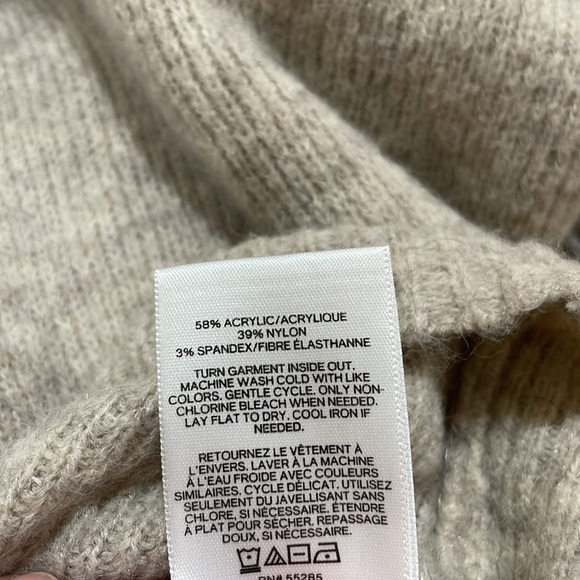 58% ACRYLIC/ACRYLIQUE
39% NYLON
3% SPANDEX/FIBRE ÉLASTHANNE
TURN GARMENT INSIDE OUT.
MACHINE WASH COLD WITH LIKE
COLORS. GENTLE CYCLE. ONLY NON-
CHLORINE BLEACH WHEN NEEDED.
LAY FLAT TO DRY. COOL IRON IF
NEEDED.
RETOURNEZ LE VÊTEMENT À
L'ENVERS. LAVER À LA MACHINE
À L'EAU FROIDE AVEC COULEURS
SIMILAIRES. CYCLE DÉLICAT. UTILISEZ
SEULEMENT DU JAVELLISANT SANS
CHLORE, SI NÉCESSAIRE. ÉTENDRE
À PLAT POUR SÉCHER. REPASSAGE
DOUX, SI NÉCESSAIRE.
RN# 55285